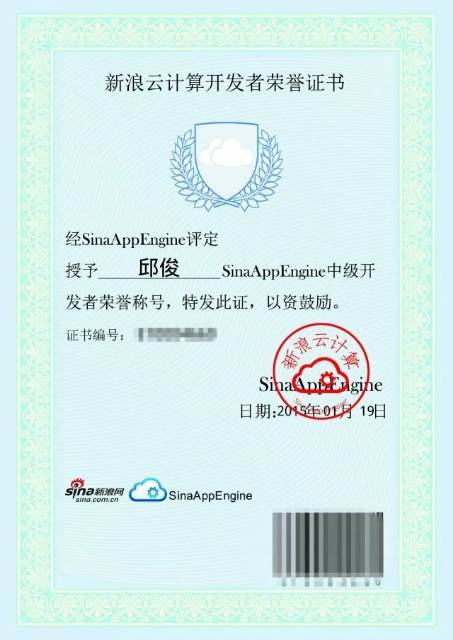 新浪云计算开发者荣誉证书
经SinaAppEngine评定
授予 邱俊 SinaAppEngine中级开
发者荣誉称号，特发此证，以资鼓励。
证书编号：
新浪云计算
SinaAppEngine
SinaAppEngine
日期:2015年01月 19日
sina新浪网
sina.com.cn
SinaAppEngine